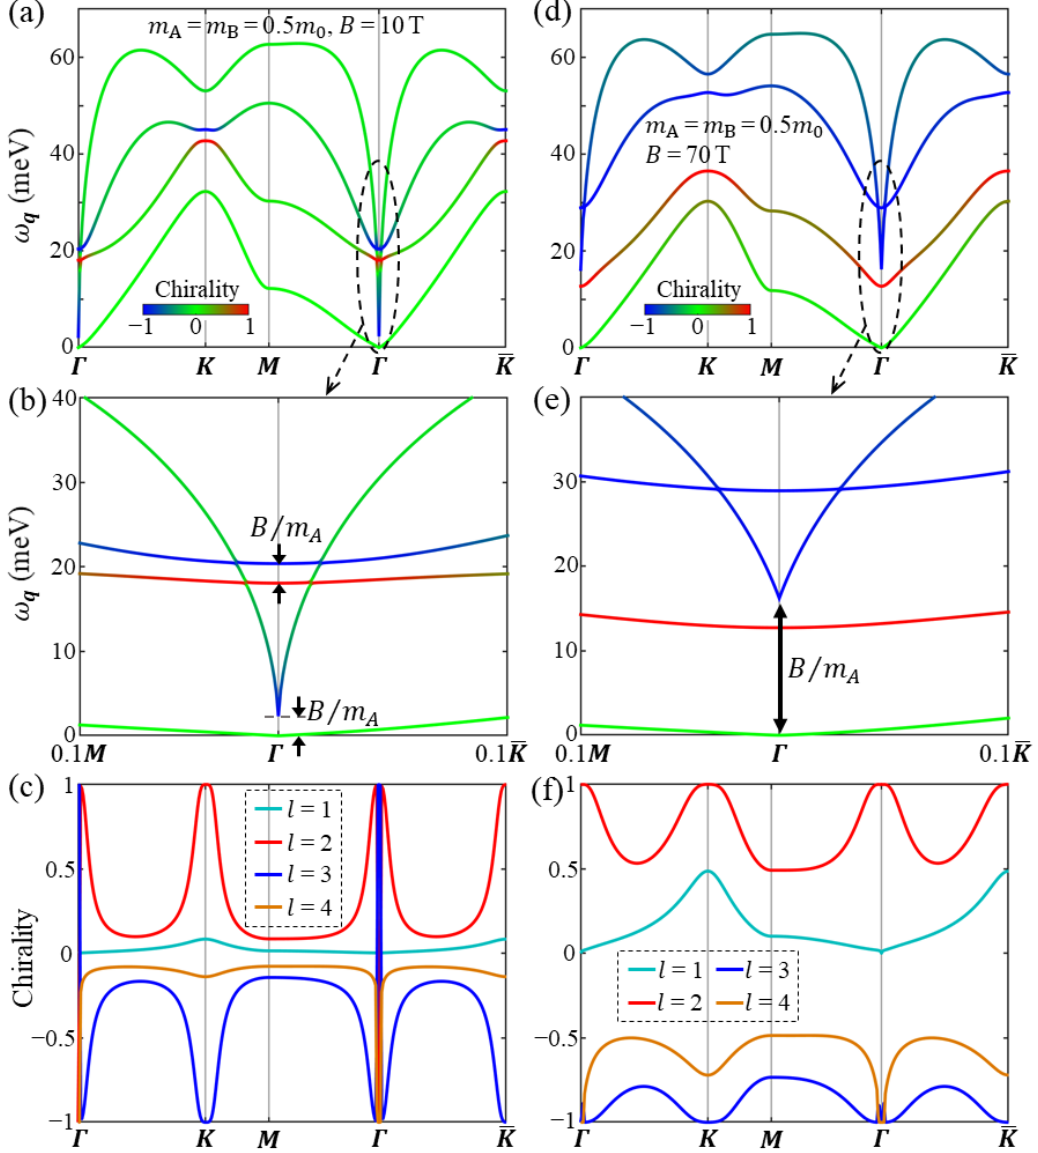 (a)
m_A = m_B = 0.5m_0, B = 10 T
60
40
20
0
ω_q (meV)
Chirality
−1 0 1
Γ K M Γ K̅
(d)
m_A = m_B = 0.5m_0
B = 70 T
60
40
20
0
ω_q (meV)
Chirality
−1 0 1
Γ K M Γ K̅
(b)
40
30
20
10
0
ω_q (meV)
B/m_A
B/m_A
0.1M Γ 0.1K̅
(e)
30
20
10
0
B/m_A
0.1M Γ 0.1K̅
(c)
1
0.5
0
−0.5
−1
Chirality
l = 1
l = 2
l = 3
l = 4
Γ K M Γ K̅
(f)
1
0.5
0
−0.5
−1
l = 1 l = 3
l = 2 l = 4
Γ K M Γ K̅